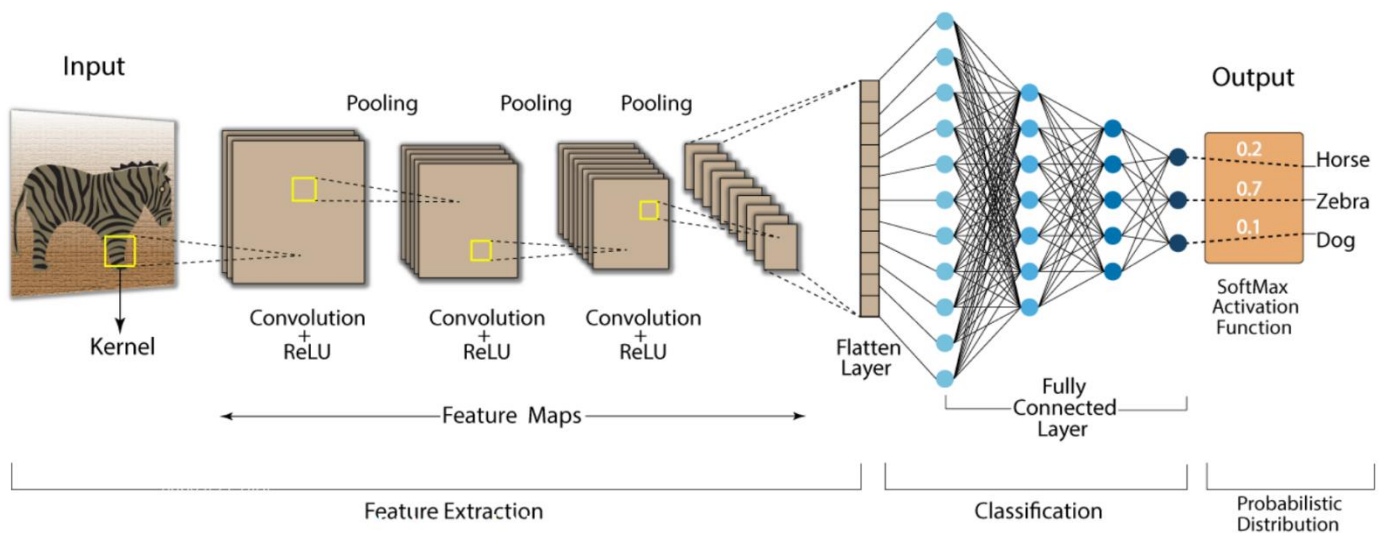 Input
Output
Pooling
Pooling
Pooling
0.2
Horse
0.7
Zebra
0.1
Dog
SoftMax
Activation
Function
Convolution
+
ReLU
Convolution
+
ReLU
Convolution
+
ReLU
Kernel
Flatten
Layer
Fully
Connected
Layer
Feature Maps
Feature Extraction
Classification
Probabilistic
Distribution